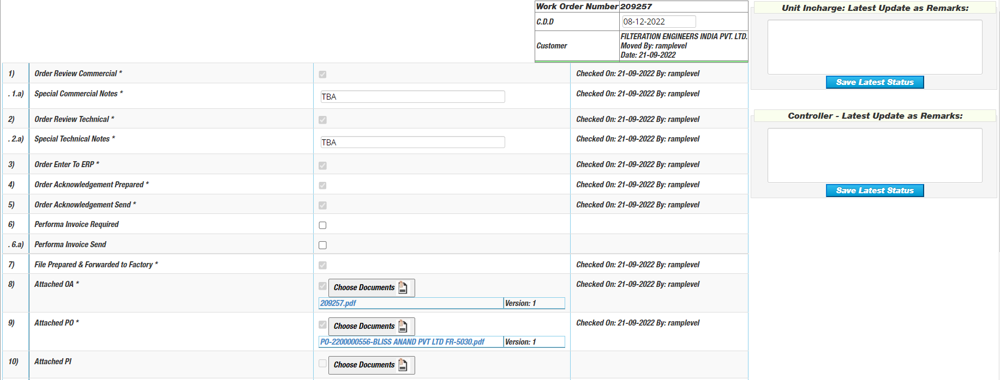 Work Order Number 209257
C.D.D 08-12-2022
Customer FILTERATION ENGINEERS INDIA PVT. LTD.
Moved By: ramplevel
Date: 21-09-2022
1) Order Review Commercial * Checked On: 21-09-2022 By: ramplevel
. 1.a) Special Commercial Notes * TBA Checked On: 21-09-2022 By: ramplevel
2) Order Review Technical * Checked On: 21-09-2022 By: ramplevel
. 2.a) Special Technical Notes * TBA Checked On: 21-09-2022 By: ramplevel
3) Order Enter To ERP * Checked On: 21-09-2022 By: ramplevel
4) Order Acknowledgement Prepared * Checked On: 21-09-2022 By: ramplevel
5) Order Acknowledgement Send * Checked On: 21-09-2022 By: ramplevel
6) Performa Invoice Required
. 6.a) Performa Invoice Send
7) File Prepared & Forwarded to Factory * Checked On: 21-09-2022 By: ramplevel
8) Attached OA * Choose Documents Checked On: 21-09-2022 By: ramplevel
209257.pdf Version: 1
9) Attached PO * Choose Documents Checked On: 21-09-2022 By: ramplevel
PO-2200000556-BLISS ANAND PVT LTD FR-5030.pdf Version: 1
10) Attached PI Choose Documents
Unit Incharge: Latest Update as Remarks:
Save Latest Status
Controller - Latest Update as Remarks:
Save Latest Status